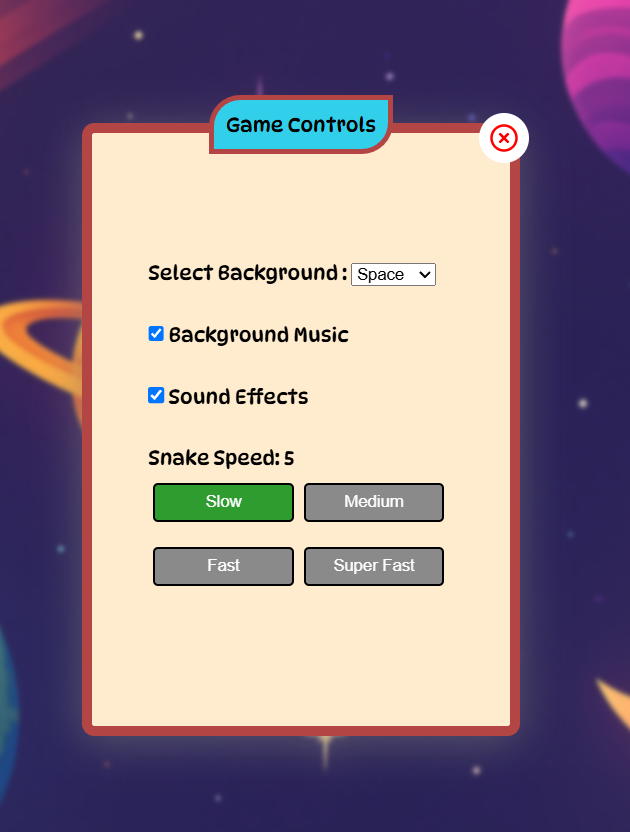 Game Controls
Select Background : Space
Background Music
Sound Effects
Snake Speed: 5
Slow Medium
Fast Super Fast